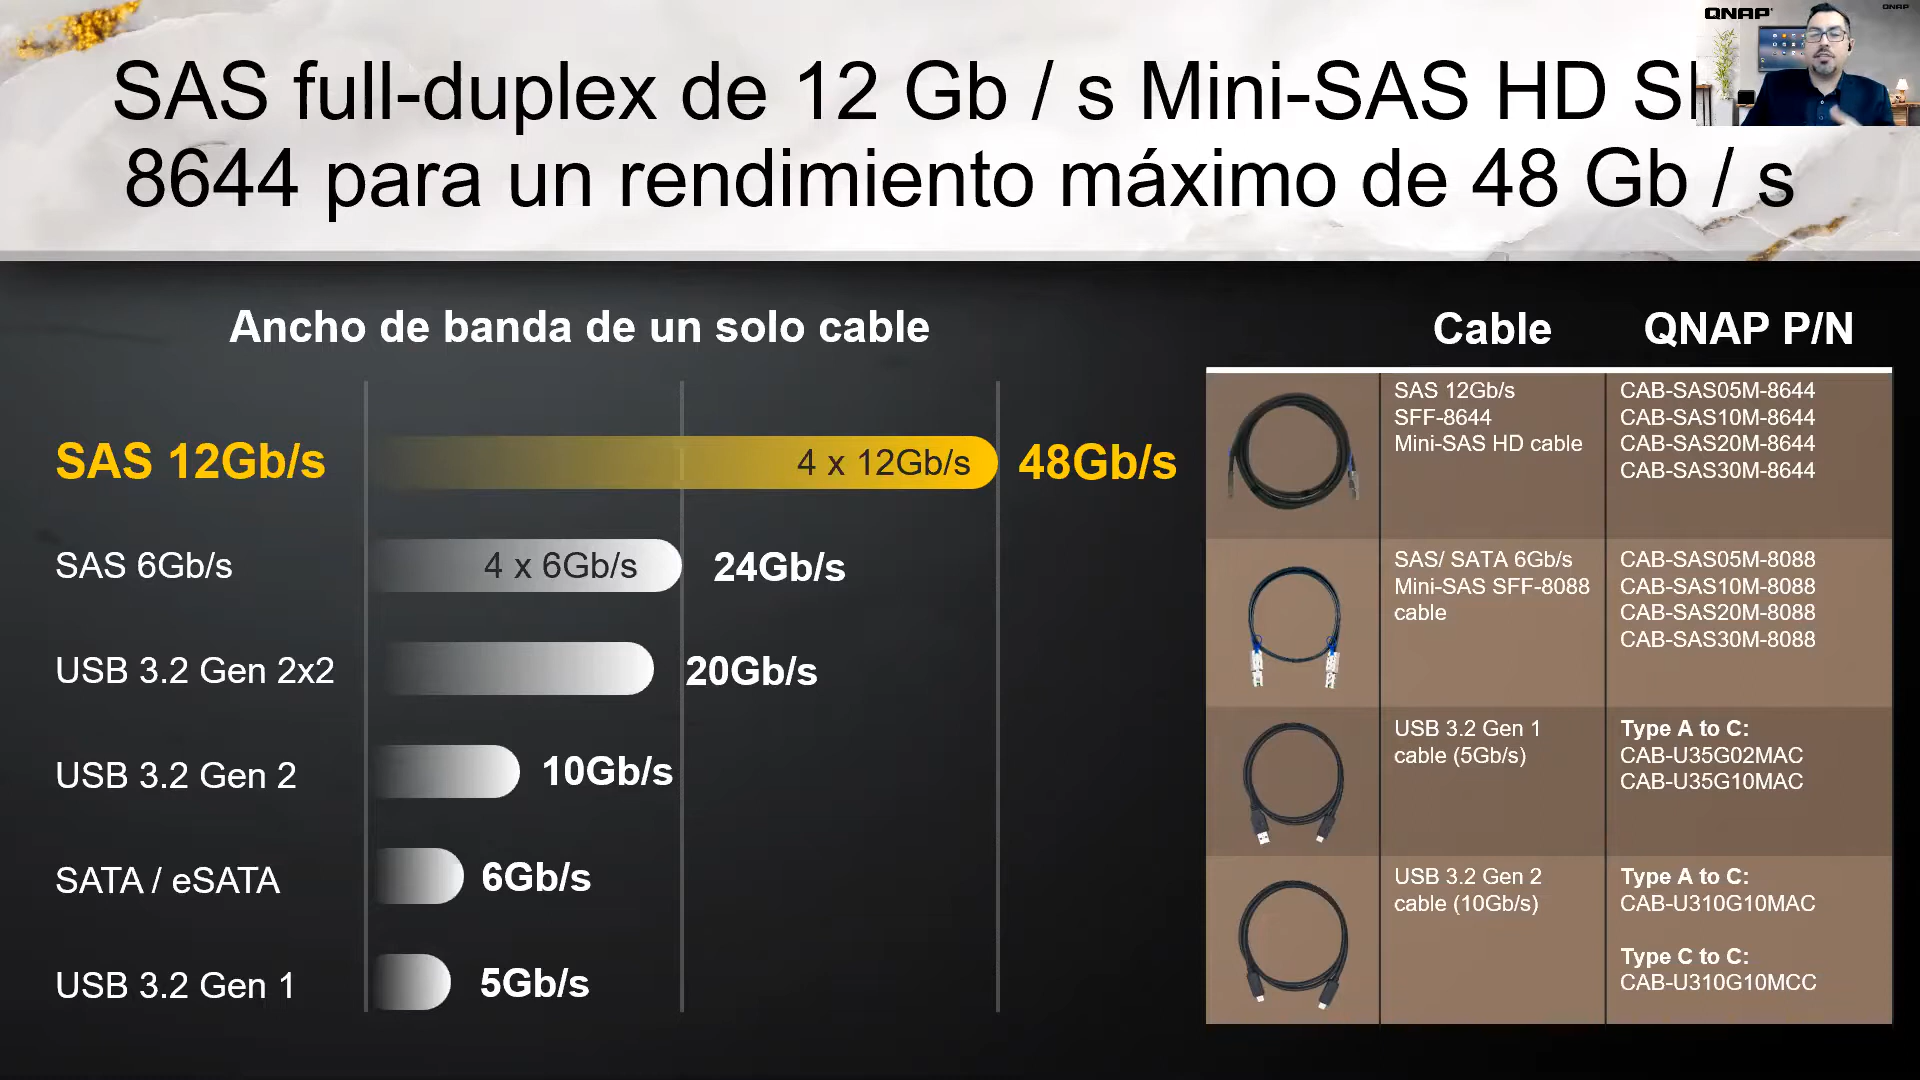 QNAP
QNAP
SAS full-duplex de 12 Gb / s Mini-SAS HD
8644 para un rendimiento máximo de 48 Gb / s
Ancho de banda de un solo cable
SAS 12Gb/s
4 x 12Gb/s
48Gb/s
SAS 6Gb/s
4 x 6Gb/s
24Gb/s
USB 3.2 Gen 2x2
20Gb/s
USB 3.2 Gen 2
10Gb/s
SATA / eSATA
6Gb/s
USB 3.2 Gen 1
5Gb/s
Cable
QNAP P/N
SAS 12Gb/s
SFF-8644
Mini-SAS HD cable
CAB-SAS05M-8644
CAB-SAS10M-8644
CAB-SAS20M-8644
CAB-SAS30M-8644
SAS/ SATA 6Gb/s
Mini-SAS SFF-8088
cable
CAB-SAS05M-8088
CAB-SAS10M-8088
CAB-SAS20M-8088
CAB-SAS30M-8088
USB 3.2 Gen 1
cable (5Gb/s)
Type A to C:
CAB-U35G02MAC
CAB-U35G10MAC
USB 3.2 Gen 2
cable (10Gb/s)
Type A to C:
CAB-U310G10MAC
Type C to C:
CAB-U310G10MCC